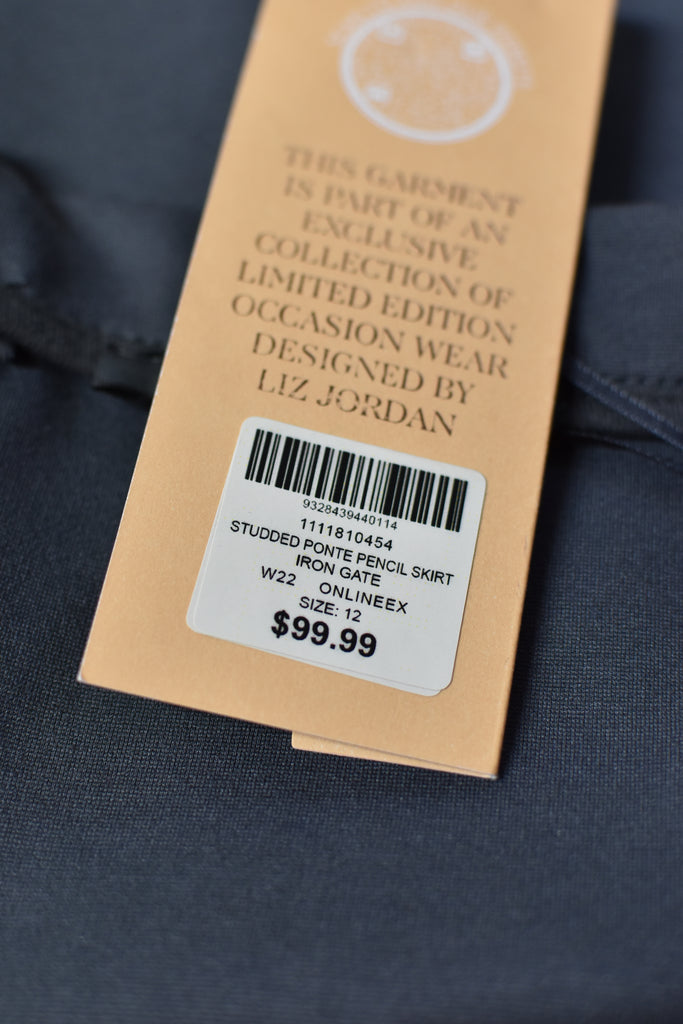 THIS GARMENT
IS PART OF AN
EXCLUSIVE
COLLECTION OF
LIMITED EDITION
OCCASION WEAR
DESIGNED BY
LIZ JORDAN
9328439440114
1111810454
STUDDED PONTE PENCIL SKIRT
IRON GATE
W22 ONLINEEX
SIZE: 12
$99.99